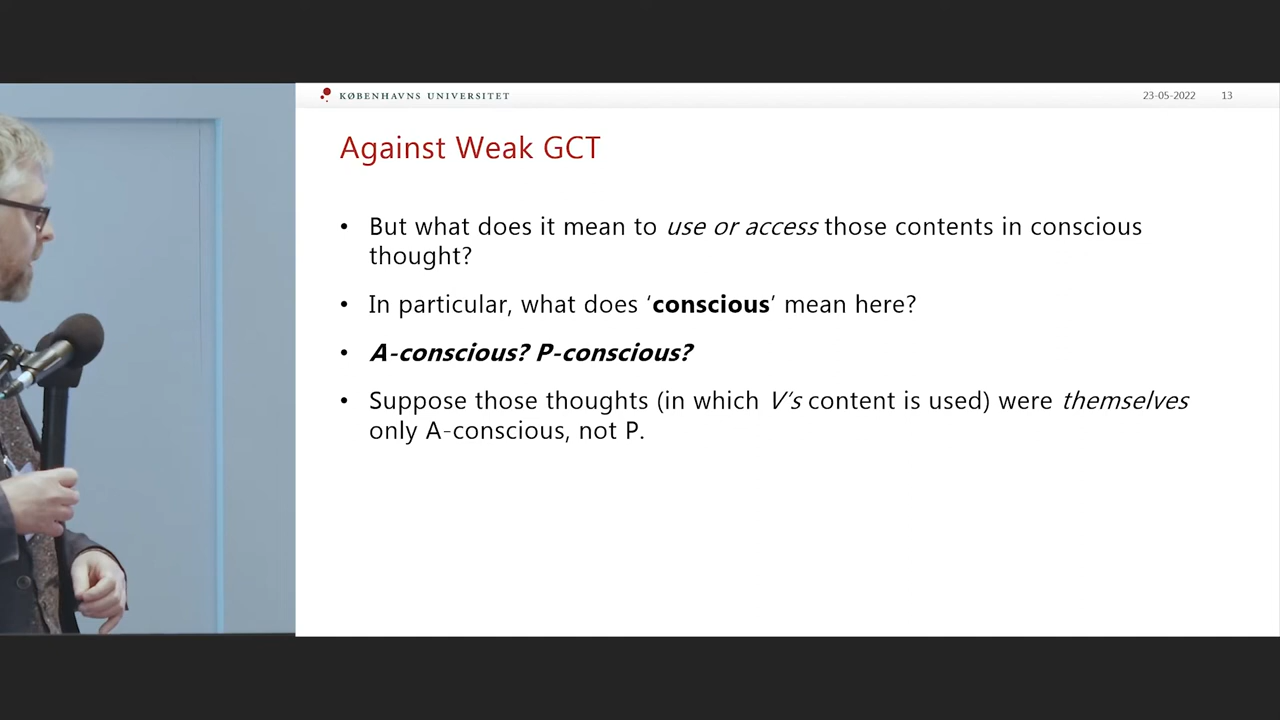 KØBENHAVNS UNIVERSITET
23-05-2022 13
Against Weak GCT
• But what does it mean to use or access those contents in conscious
thought?
• In particular, what does ‘conscious’ mean here?
• A-conscious? P-conscious?
• Suppose those thoughts (in which V’s content is used) were themselves
only A-conscious, not P.